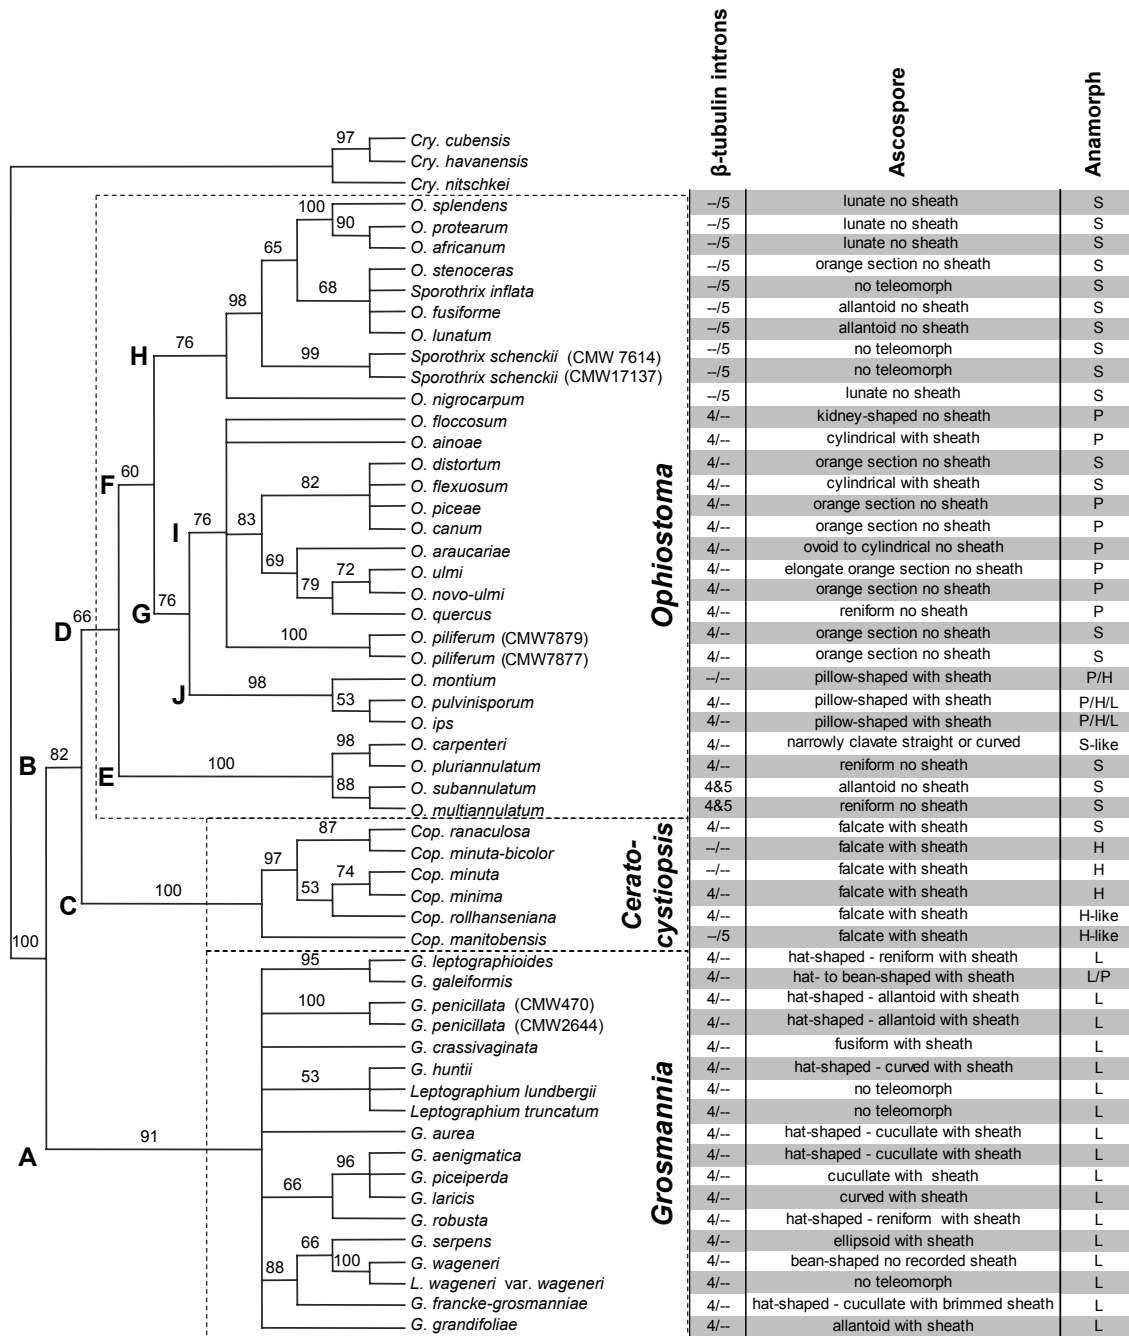 β-tubulin introns
Ascospore
Anamorph
97 Cry. cubensis
Cry. havanensis
Cry. nitschkei
100 O. splendens --/5 lunate no sheath S
90 O. protearum --/5 lunate no sheath S
65 O. africanum --/5 lunate no sheath S
O. stenoceras --/5 orange section no sheath S
68 Sporothrix inflata --/5 no teleomorph S
98 O. fusiforme --/5 allantoid no sheath S
O. lunatum --/5 allantoid no sheath S
H 76 99 Sporothrix schenckii (CMW 7614) --/5 no teleomorph S
Sporothrix schenckii (CMW17137) --/5 no teleomorph S
O. nigrocarpum --/5 lunate no sheath S
O. floccosum 4/-- kidney-shaped no sheath P
O. ainoae 4/-- cylindrical with sheath P
F 60 O. distortum 4/-- orange section no sheath S
82 O. flexuosum 4/-- cylindrical with sheath S
O. piceae 4/-- orange section no sheath P
I 76 83 O. canum 4/-- orange section no sheath P
69 O. araucariae 4/-- ovoid to cylindrical no sheath P
72 O. ulmi 4/-- elongate orange section no sheath P
79 O. novo-ulmi 4/-- orange section no sheath P
G 76 O. quercus 4/-- reniform no sheath P
D 66 100 O. piliferum (CMW7879) 4/-- orange section no sheath S
O. piliferum (CMW7877) 4/-- orange section no sheath S
J 98 O. montium --/-- pillow-shaped with sheath P/H
53 O. pulvinisporum 4/-- pillow-shaped with sheath P/H/L
O. ips 4/-- pillow-shaped with sheath P/H/L
98 O. carpenteri 4/-- narrowly clavate straight or curved S-like
B 82 E 100 O. pluriannulatum 4/-- reniform no sheath S
88 O. subannulatum 4&5 allantoid no sheath S
O. multiannulatum 4&5 reniform no sheath S
Ophiostoma
87 Cop. ranaculosa 4/-- falcate with sheath S
97 Cop. minuta-bicolor --/-- falcate with sheath H
74 Cop. minuta --/-- falcate with sheath H
C 100 53 Cop. minima 4/-- falcate with sheath H
Cop. rollhanseniana 4/-- falcate with sheath H-like
100 Cop. manitobensis --/5 falcate with sheath H-like
Cerato-
cystiopsis
95 G. leptographioides 4/-- hat-shaped - reniform with sheath L
G. galeiformis 4/-- hat- to bean-shaped with sheath L/P
100 G. penicillata (CMW470) 4/-- hat-shaped - allantoid with sheath L
G. penicillata (CMW2644) 4/-- hat-shaped - allantoid with sheath L
G. crassivaginata 4/-- fusiform with sheath L
53 G. huntii 4/-- hat-shaped - curved with sheath L
Leptographium lundbergii 4/-- no teleomorph L
Leptographium truncatum 4/-- no teleomorph L
A 91 G. aurea 4/-- hat-shaped - cucullate with sheath L
G. aenigmatica 4/-- hat-shaped - cucullate with sheath L
96 G. piceiperda 4/-- cucullate with sheath L
66 G. laricis 4/-- curved with sheath L
G. robusta 4/-- hat-shaped - reniform with sheath L
66 G. serpens 4/-- ellipsoid with sheath L
88 100 G. wageneri 4/-- bean-shaped no recorded sheath L
L. wageneri var. wageneri 4/-- no teleomorph L
G. francke-grosmanniae 4/-- hat-shaped - cucullate with brimmed sheath L
G. grandifoliae 4/-- allantoid with sheath L
Grosmannia